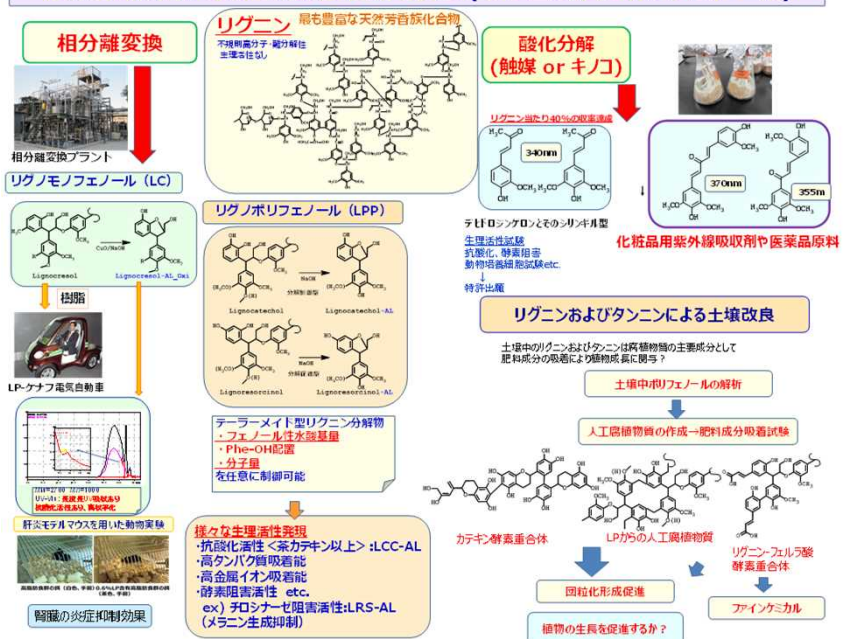 相分離変換
相分離変換プラント
リグノモノフェノール（LC）
CuO/NaOH
Lignocresol
Lignocresol-AL_Oxi
樹脂
LP-ケナフ電気自動車
肝炎モデルマウスを用いた動物実験
腎臓の炎症抑制効果
リグニン
最も豊富な天然芳香族化合物
不規則高分子・難分解性
生理活性なし
リグノポリフェノール（LPP）
NaOH
Lignocatechol
Lignocatechol-AL
NaOH
Lignoresorcinol
Lignoresorcinol-AL
テーラーメイド型リグニン分解物
・フェノール性水酸基量
・Phe-OH配置
・分子量
を任意に制御可能
様々な生理活性発現
・抗酸化活性＜茶カテキン以上＞:LCC-AL
・高タンパク質吸着能
・高金属イオン吸着能
・酵素阻害活性 etc.
ex) チロシナーゼ阻害活性:LRS-AL
（メラニン生成抑制）
酸化分解
(触媒 or キノコ)
リグニン当たり40%の収率達成
340nm
370nm
355m
デヒドロジンゲロンとそのシリンギル型
生理活性試験
抗酸化、酵素阻害
動物培養細胞試験etc.
↓
特許出願
化粧品用紫外線吸収剤や医薬品原料
リグニンおよびタンニンによる土壌改良
土壌中のリグニンおよびタンニンは腐植物質の主要成分として
肥料成分の吸着により植物成長に関与？
土壌中ポリフェノールの解析
人工腐植物質の作成→肥料成分吸着試験
カテキン酵素重合体
LPからの人工腐植物質
リグニン-フェルラ酸
酵素重合体
団粒化形成促進
ファインケミカル
植物の生長を促進するか？